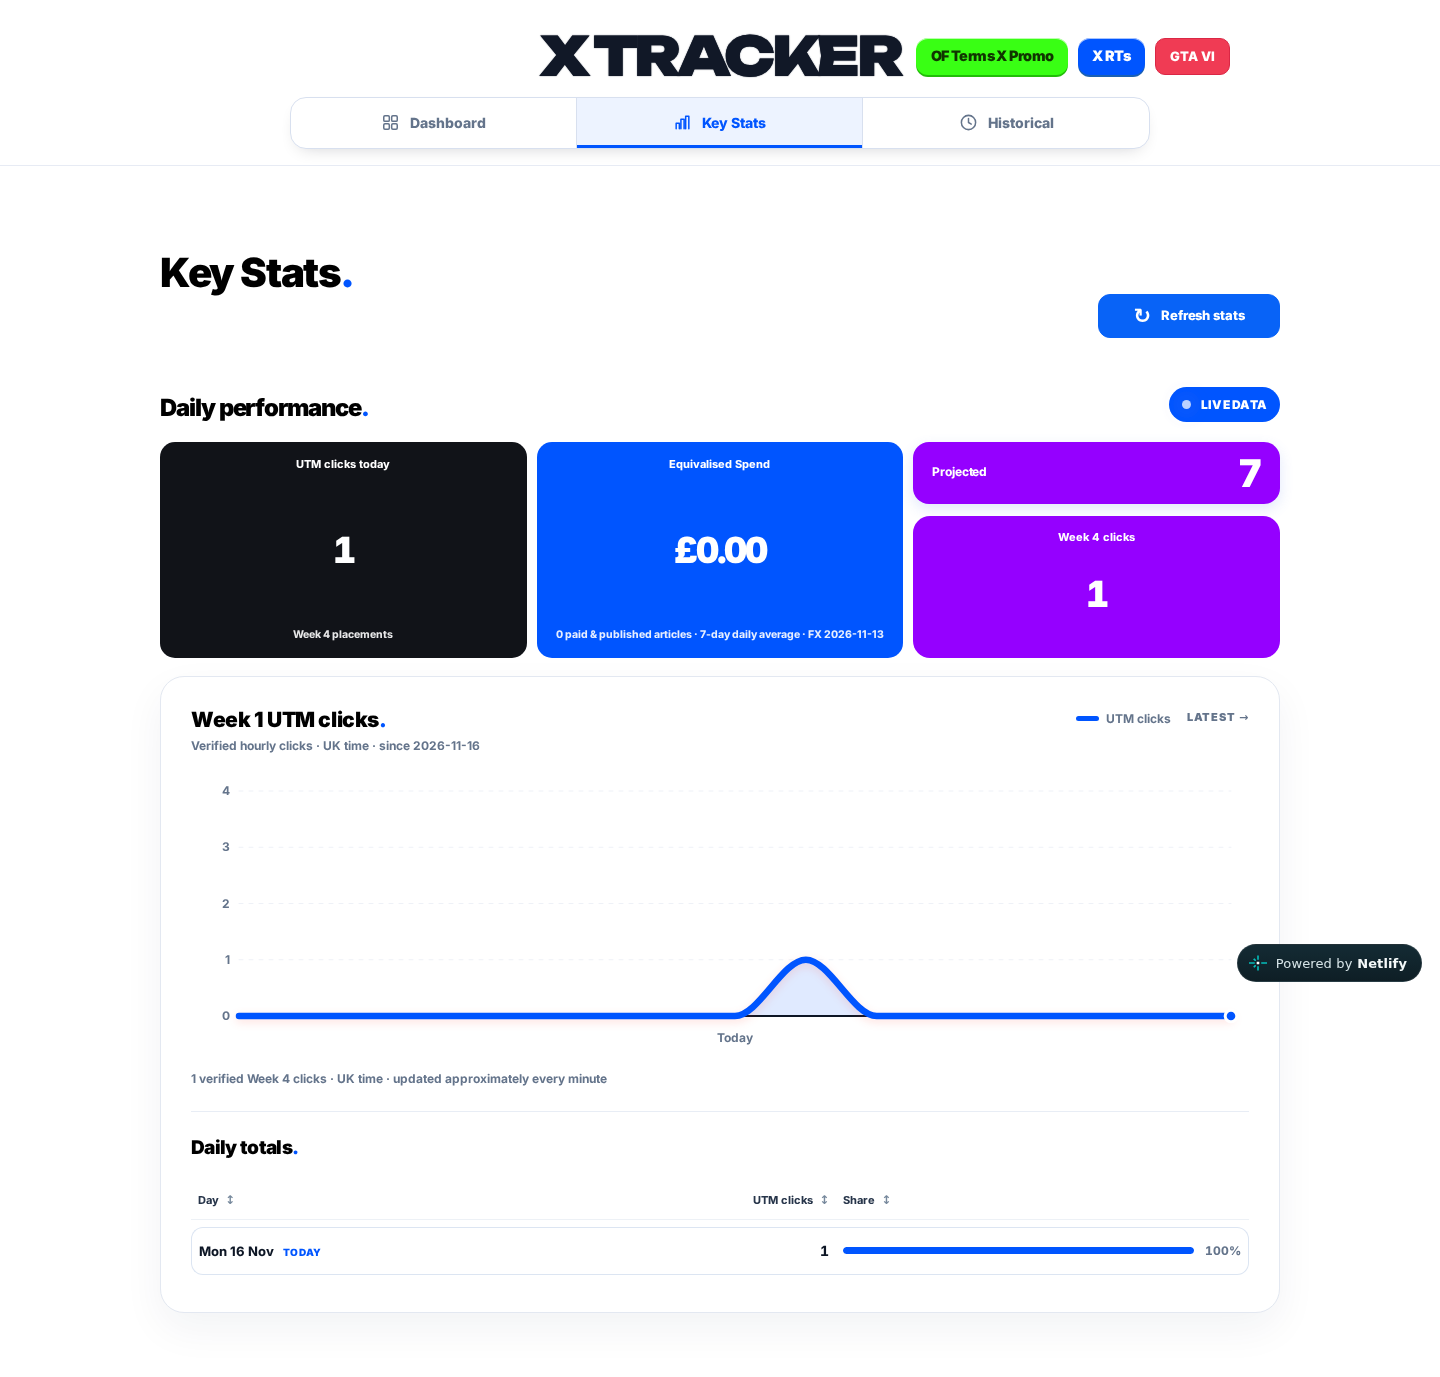 X TRACKER
OF Terms X Promo
X RTs
GTA VI
Dashboard
Key Stats
Historical
Key Stats.
↻ Refresh stats
Daily performance.
LIVE DATA
UTM clicks today
1
Week 4 placements
Equivalised Spend
£0.00
0 paid & published articles · 7-day daily average · FX 2026-11-13
Projected
7
Week 4 clicks
1
Week 1 UTM clicks.
UTM clicks
LATEST →
Verified hourly clicks · UK time · since 2026-11-16
4
3
2
1
0
Today
1 verified Week 4 clicks · UK time · updated approximately every minute
Daily totals.
Day ↕ UTM clicks ↕ Share ↕
Mon 16 Nov TODAY 1 100%
Powered by Netlify